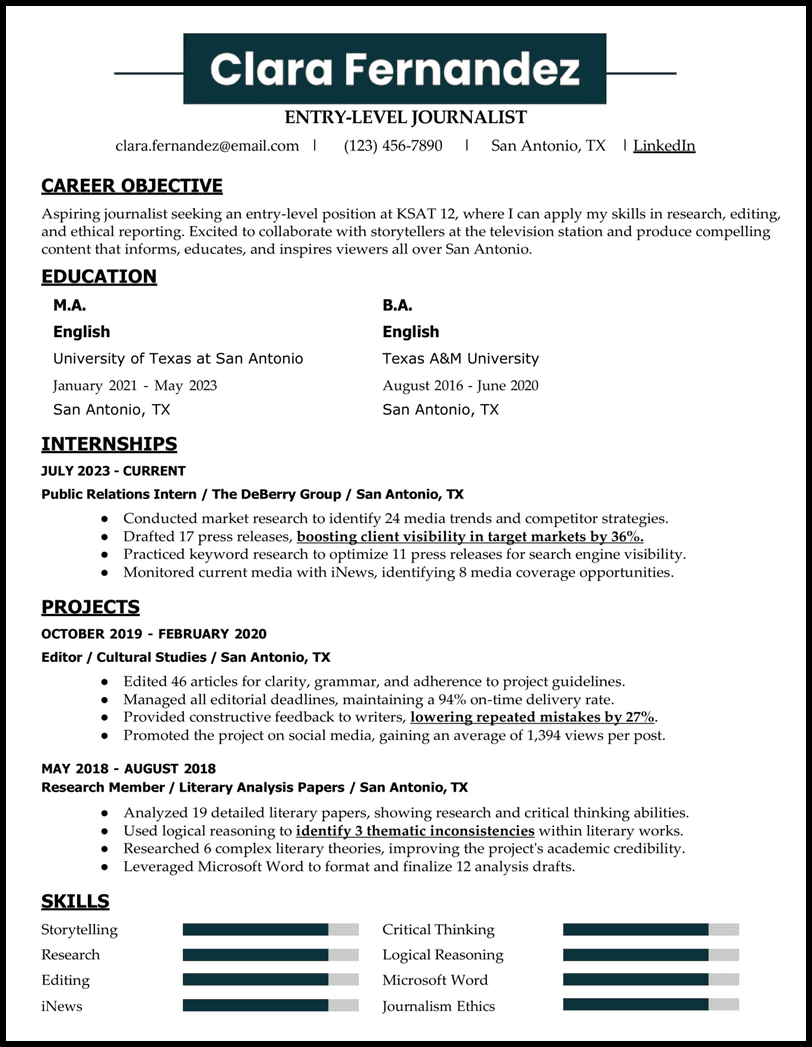 Clara Fernandez
ENTRY-LEVEL JOURNALIST
clara.fernandez@email.com | (123) 456-7890 | San Antonio, TX | LinkedIn
CAREER OBJECTIVE
Aspiring journalist seeking an entry-level position at KSAT 12, where I can apply my skills in research, editing,
and ethical reporting. Excited to collaborate with storytellers at the television station and produce compelling
content that informs, educates, and inspires viewers all over San Antonio.
EDUCATION
M.A.
English
University of Texas at San Antonio
January 2021 - May 2023
San Antonio, TX
B.A.
English
Texas A&M University
August 2016 - June 2020
San Antonio, TX
INTERNSHIPS
JULY 2023 - CURRENT
Public Relations Intern / The DeBerry Group / San Antonio, TX
● Conducted market research to identify 24 media trends and competitor strategies.
● Drafted 17 press releases, boosting client visibility in target markets by 36%.
● Practiced keyword research to optimize 11 press releases for search engine visibility.
● Monitored current media with iNews, identifying 8 media coverage opportunities.
PROJECTS
OCTOBER 2019 - FEBRUARY 2020
Editor / Cultural Studies / San Antonio, TX
● Edited 46 articles for clarity, grammar, and adherence to project guidelines.
● Managed all editorial deadlines, maintaining a 94% on-time delivery rate.
● Provided constructive feedback to writers, lowering repeated mistakes by 27%.
● Promoted the project on social media, gaining an average of 1,394 views per post.
MAY 2018 - AUGUST 2018
Research Member / Literary Analysis Papers / San Antonio, TX
● Analyzed 19 detailed literary papers, showing research and critical thinking abilities.
● Used logical reasoning to identify 3 thematic inconsistencies within literary works.
● Researched 6 complex literary theories, improving the project's academic credibility.
● Leveraged Microsoft Word to format and finalize 12 analysis drafts.
SKILLS
Storytelling
Research
Editing
iNews
Critical Thinking
Logical Reasoning
Microsoft Word
Journalism Ethics